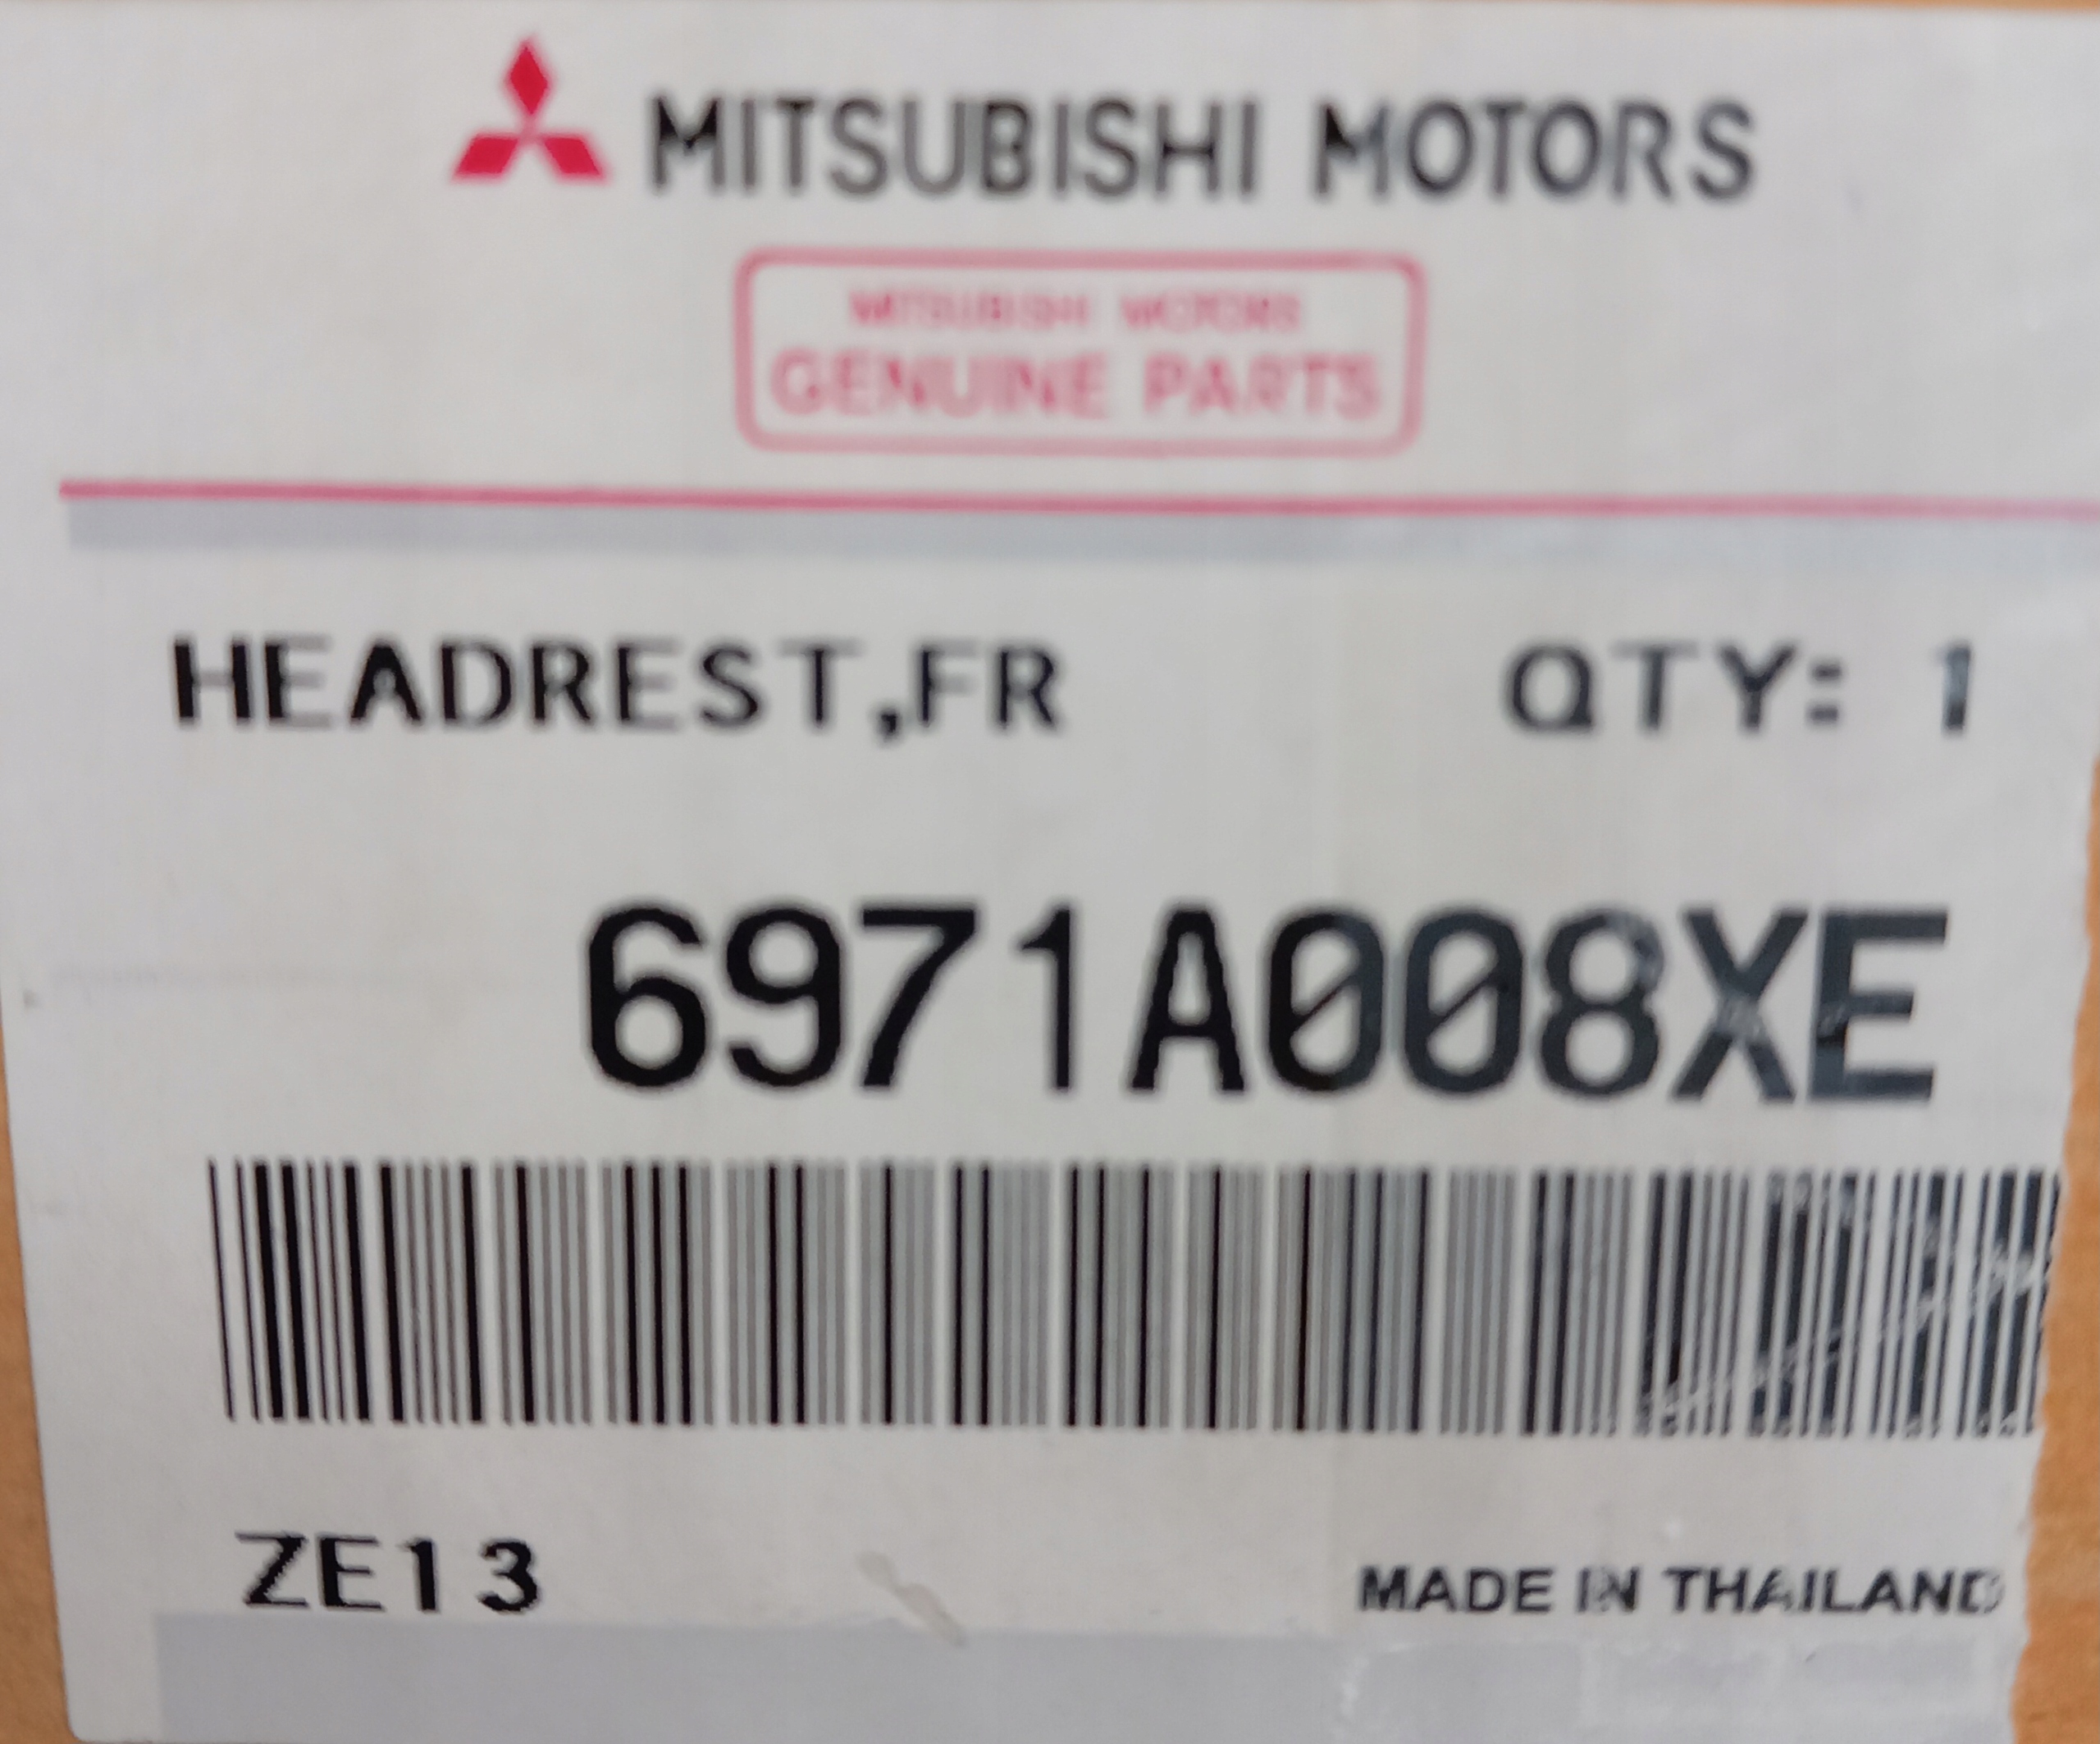 MITSUBISHI MOTORS
MITSUBISHI MOTORS
GENUINE PARTS
HEADREST,FR QTY: 1
6971A008XE
ZE13 MADE IN THAILAND